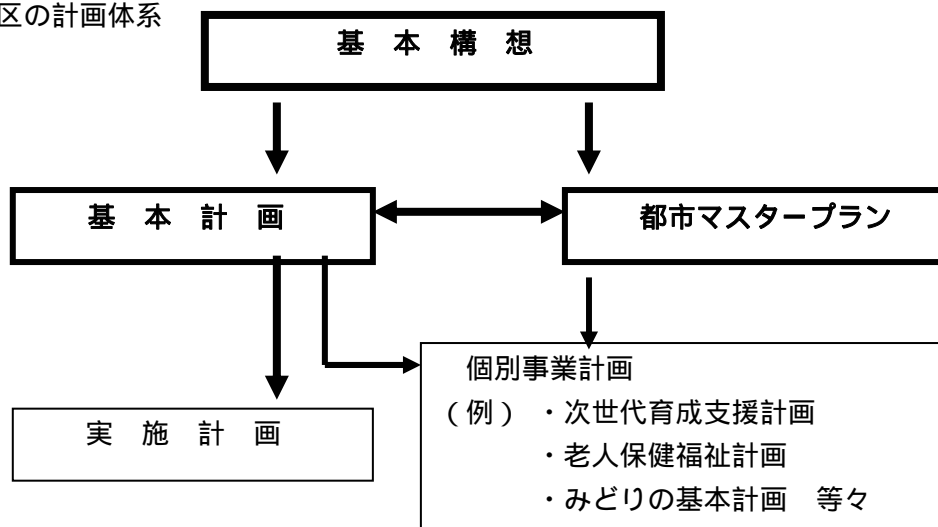 区の計画体系
基　本　構　想
基　本　計　画
都市マスタープラン
個別事業計画
（例）・次世代育成支援計画
・老人保健福祉計画
・みどりの基本計画　等々
実　施　計　画